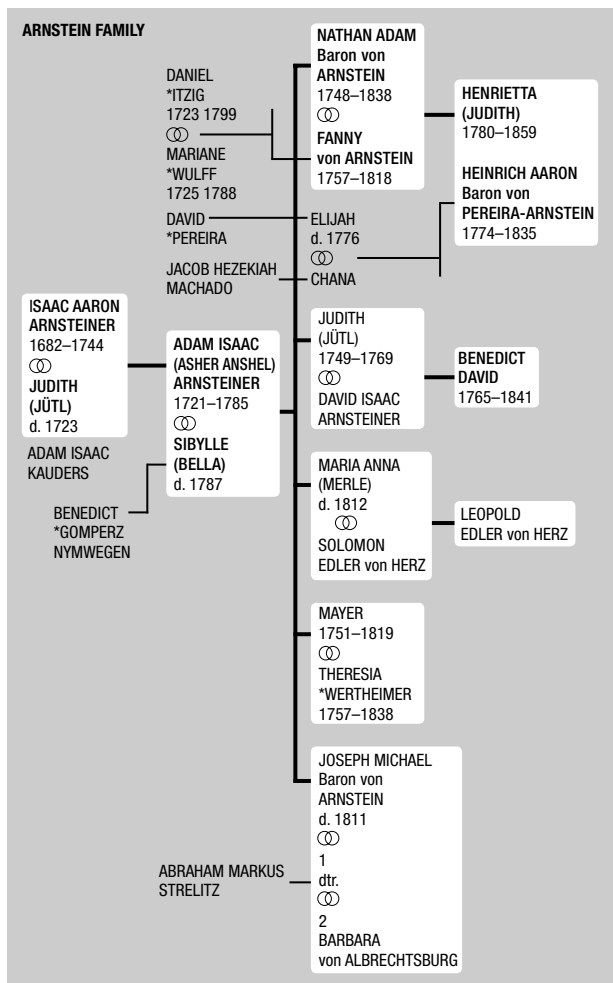 ARNSTEIN FAMILY
ISAAC AARON
ARNSTEINER
1682–1744
JUDITH
(JÜTL)
d. 1723
ADAM ISAAC
KAUDERS
ADAM ISAAC
(ASHER ANSHEL)
ARNSTEINER
1721–1785
SIBYLLE
(BELLA)
d. 1787
BENEDICT
*GOMPERZ
NYMWEGEN
DANIEL
*ITZIG
1723 1799
MARIANE
*WULFF
1725 1788
DAVID
*PEREIRA
JACOB HEZEKIAH
MACHADO
NATHAN ADAM
Baron von
ARNSTEIN
1748–1838
FANNY
von ARNSTEIN
1757–1818
HENRIETTA
(JUDITH)
1780–1859
HEINRICH AARON
Baron von
PEREIRA-ARNSTEIN
1774–1835
ELIJAH
d. 1776
CHANA
JUDITH
(JÜTL)
1749–1769
DAVID ISAAC
ARNSTEINER
BENEDICT
DAVID
1765–1841
MARIA ANNA
(MERLE)
d. 1812
SOLOMON
EDLER von HERZ
LEOPOLD
EDLER von HERZ
MAYER
1751–1819
THERESIA
*WERTHEIMER
1757–1838
JOSEPH MICHAEL
Baron von
ARNSTEIN
d. 1811
1
dtr.
2
BARBARA
von ALBRECHTSBURG
ABRAHAM MARKUS
STRELITZ